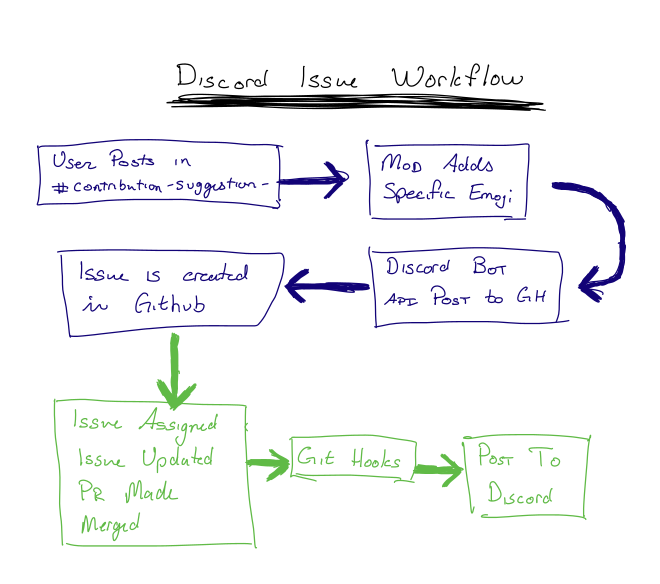 Discord Issue Workflow
User Posts in
#contribution-suggestion-
Mod Adds
Specific Emoji
Discord Bot
API Post to GH
Issue is created
in Github
Issue Assigned
Issue Updated
PR Made
Merged
Git Hooks
Post To
Discord